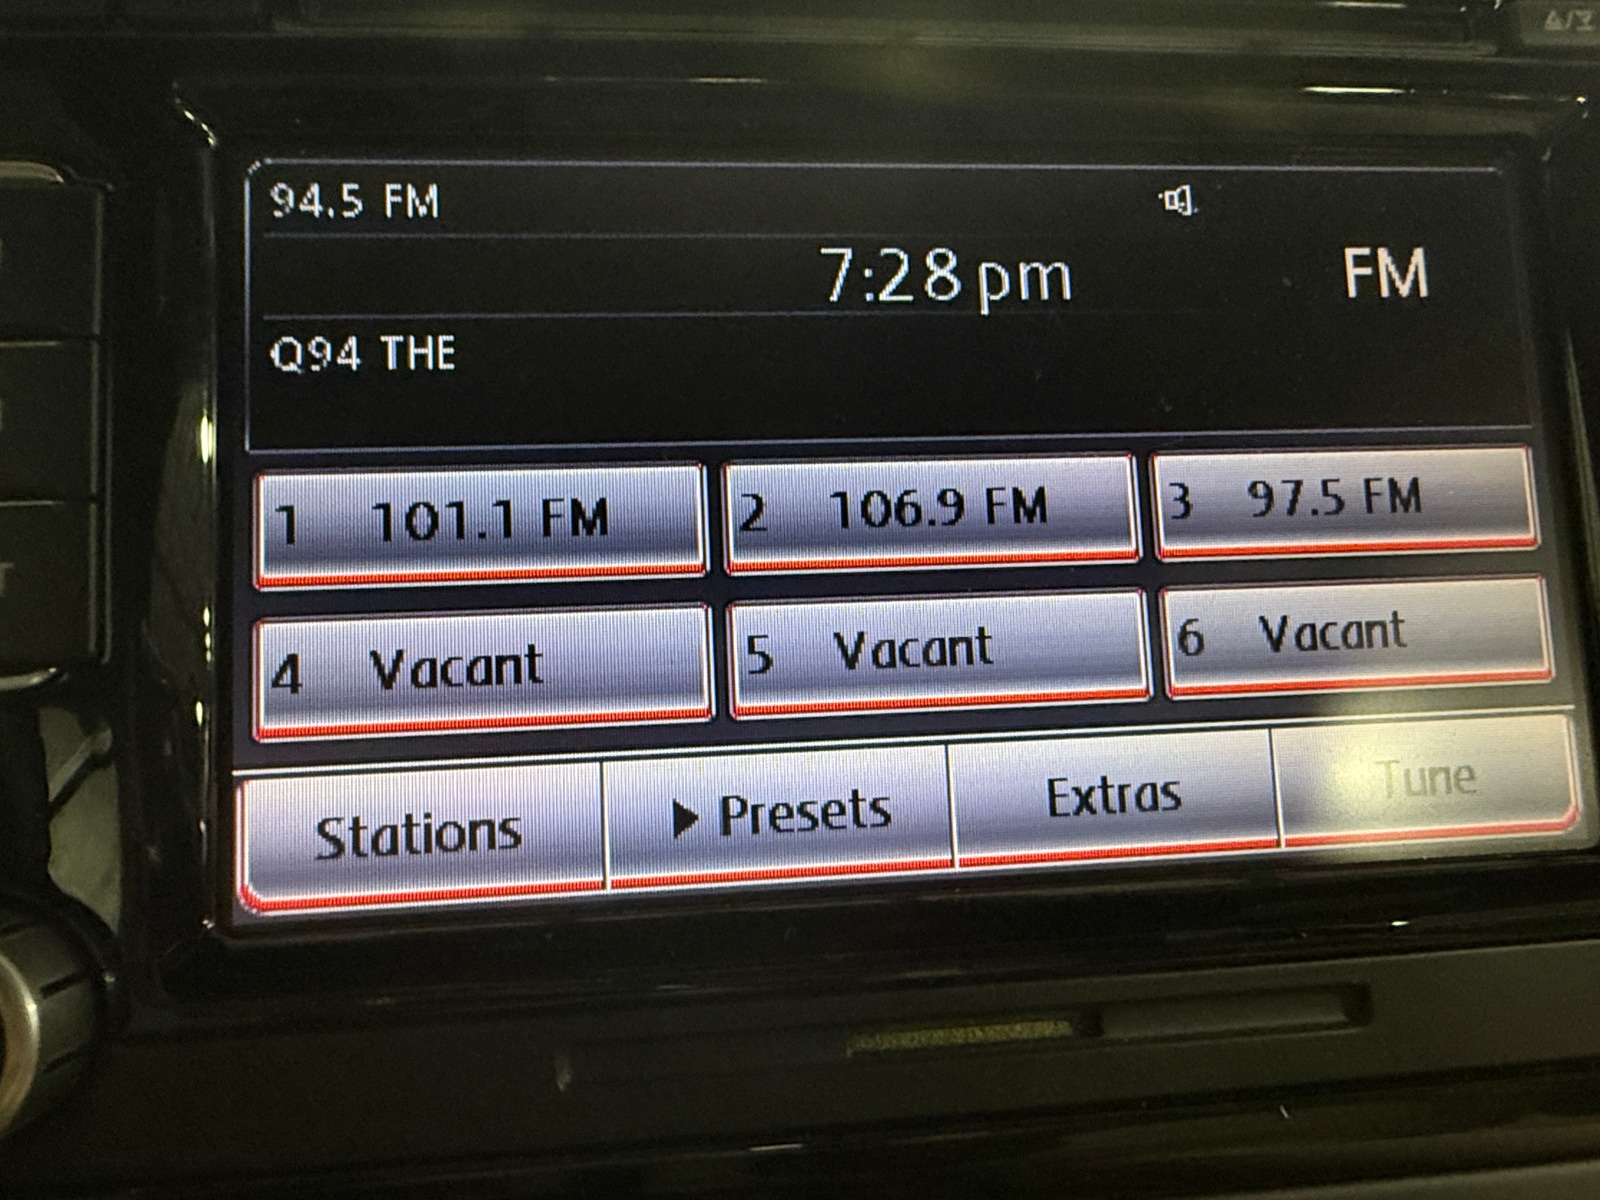 94.5 FM
7:28 pm FM
Q94 THE
1 101.1 FM 2 106.9 FM 3 97.5 FM
4 Vacant 5 Vacant 6 Vacant
Stations ▶ Presets Extras Tune